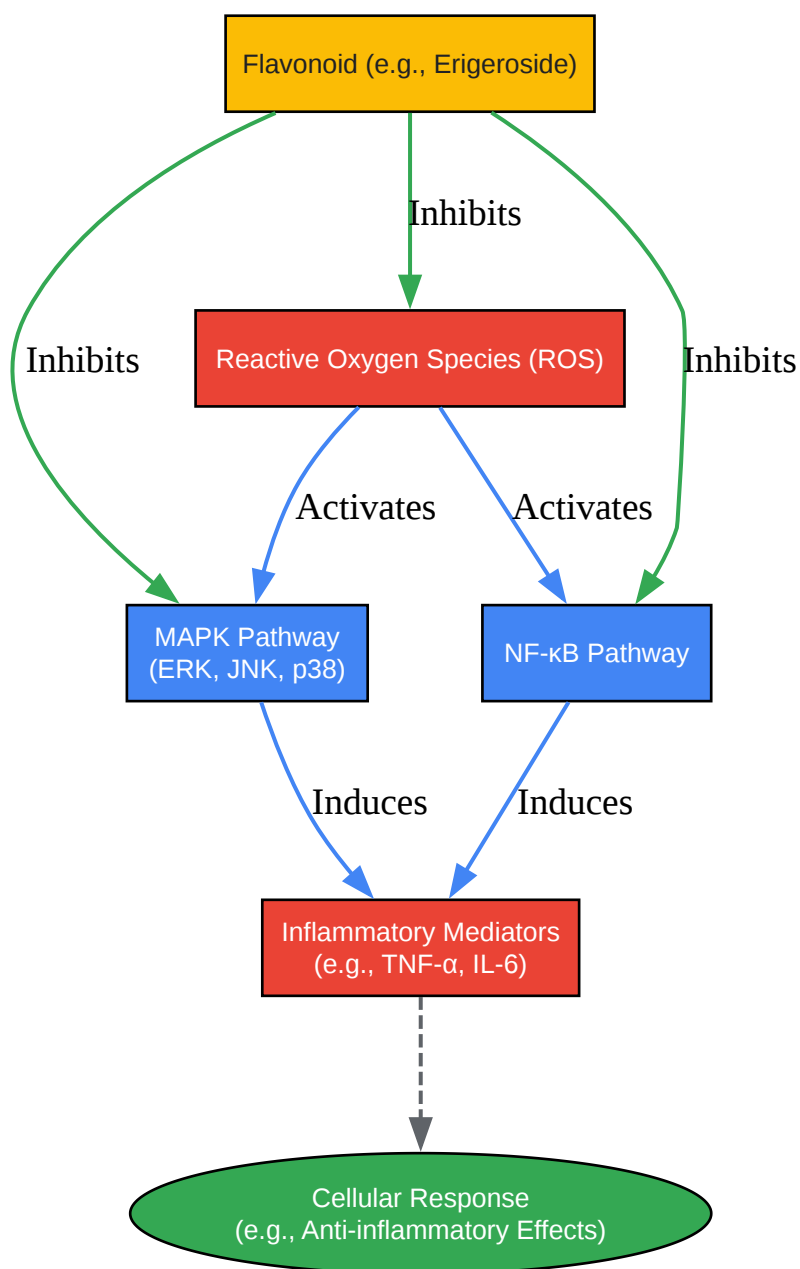 Flavonoid (e.g., Erigeroside)
Inhibits
Reactive Oxygen Species (ROS)
Inhibits
Inhibits
Activates
Activates
MAPK Pathway
(ERK, JNK, p38)
NF-κB Pathway
Induces
Induces
Inflammatory Mediators
(e.g., TNF-α, IL-6)
Cellular Response
(e.g., Anti-inflammatory Effects)